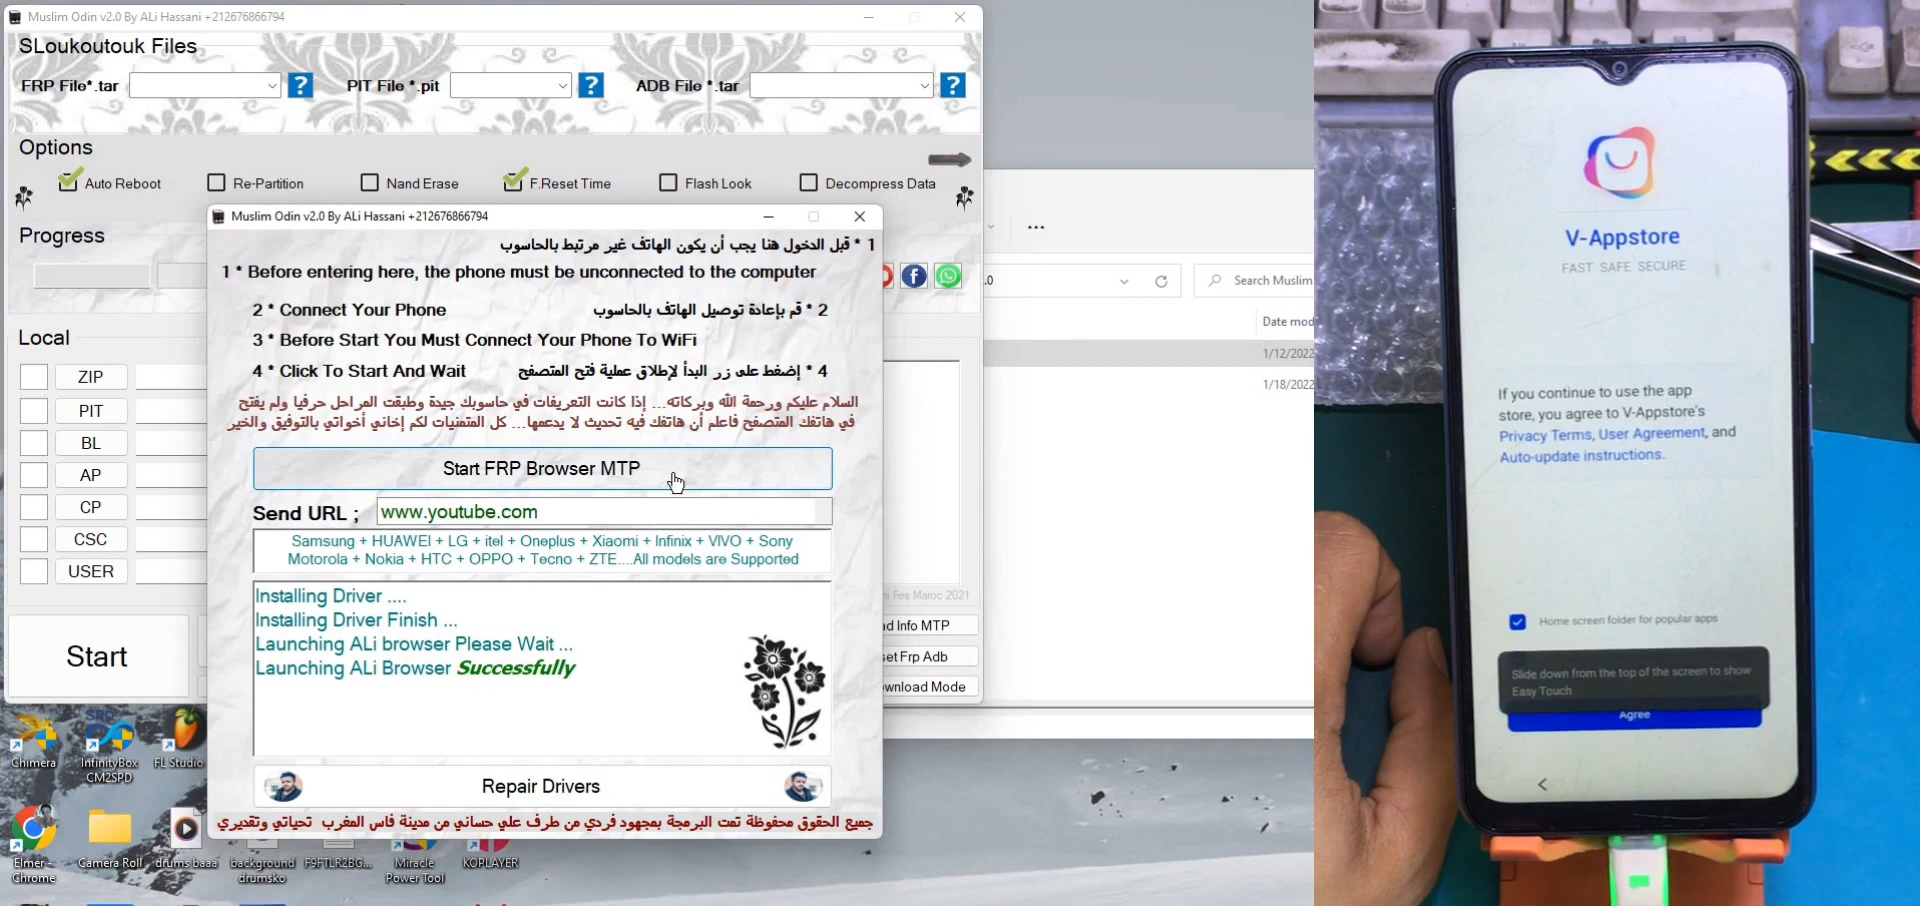 Muslim Odin v2.0 By ALi Hassani +212676866794
SLoukoutouk Files
FRP File*.tar
?
PIT File *.pit
?
ADB File *.tar
?
Options
Auto Reboot
Re-Partition
Nand Erase
F.Reset Time
Flash Look
Decompress Data
Progress
Local
ZIP
PIT
BL
AP
CP
CSC
USER
Start
Muslim Odin v2.0 By ALi Hassani +212676866794
1 * قبل الدخول هنا يجب أن يكون الهاتف غير مرتبط بالحاسوب
1 * Before entering here, the phone must be unconnected to the computer
2 * Connect Your Phone
2 * قم بإعادة توصيل الهاتف بالحاسوب
3 * Before Start You Must Connect Your Phone To WiFi
4 * Click To Start And Wait
4 * إضغط على زر البدأ لإطلاق عملية فتح المتصفح
السلام عليكم ورحمة الله وبركاته... إذا كانت التعريفات في حاسوبك جيدة وطبقت المراحل حرفيا ولم يفتح
في هاتفك المتصفح فاعلم أن هاتفك فيه تحديث لا يدعمها... كل المتمنيات لكم إخاني أخواتي بالتوفيق والخير
Start FRP Browser MTP
Send URL ;
www.youtube.com
Samsung + HUAWEI + LG + itel + Oneplus + Xiaomi + Infinix + VIVO + Sony
Motorola + Nokia + HTC + OPPO + Tecno + ZTE....All models are Supported
Installing Driver ....
Installing Driver Finish ...
Launching ALi browser Please Wait ...
Launching ALi Browser Successfully
Repair Drivers
جميع الحقوق محفوظة تمت البرمجة بمجهود فردي من طرف علي حساني من مدينة فاس المغرب تحياتي وتقديري
Fes Maroc 2021
Info MTP
Frp Adb
Mode
...
.0
Search Muslim
Date mod
1/12/2022
1/18/2022
Chimera
InfinityBox
CM2SPD
FL Studio
Elmer -
Chrome
Camera Roll
drums baaa
background
drumsko
F9FTLR2BG...
Miracle
Power Tool
KOPLAYER
V-Appstore
FAST SAFE SECURE
If you continue to use the app
store, you agree to V-Appstore's
Privacy Terms, User Agreement, and
Auto-update instructions.
Home screen folder for popular apps
Slide down from the top of the screen to show
Easy Touch
Agree